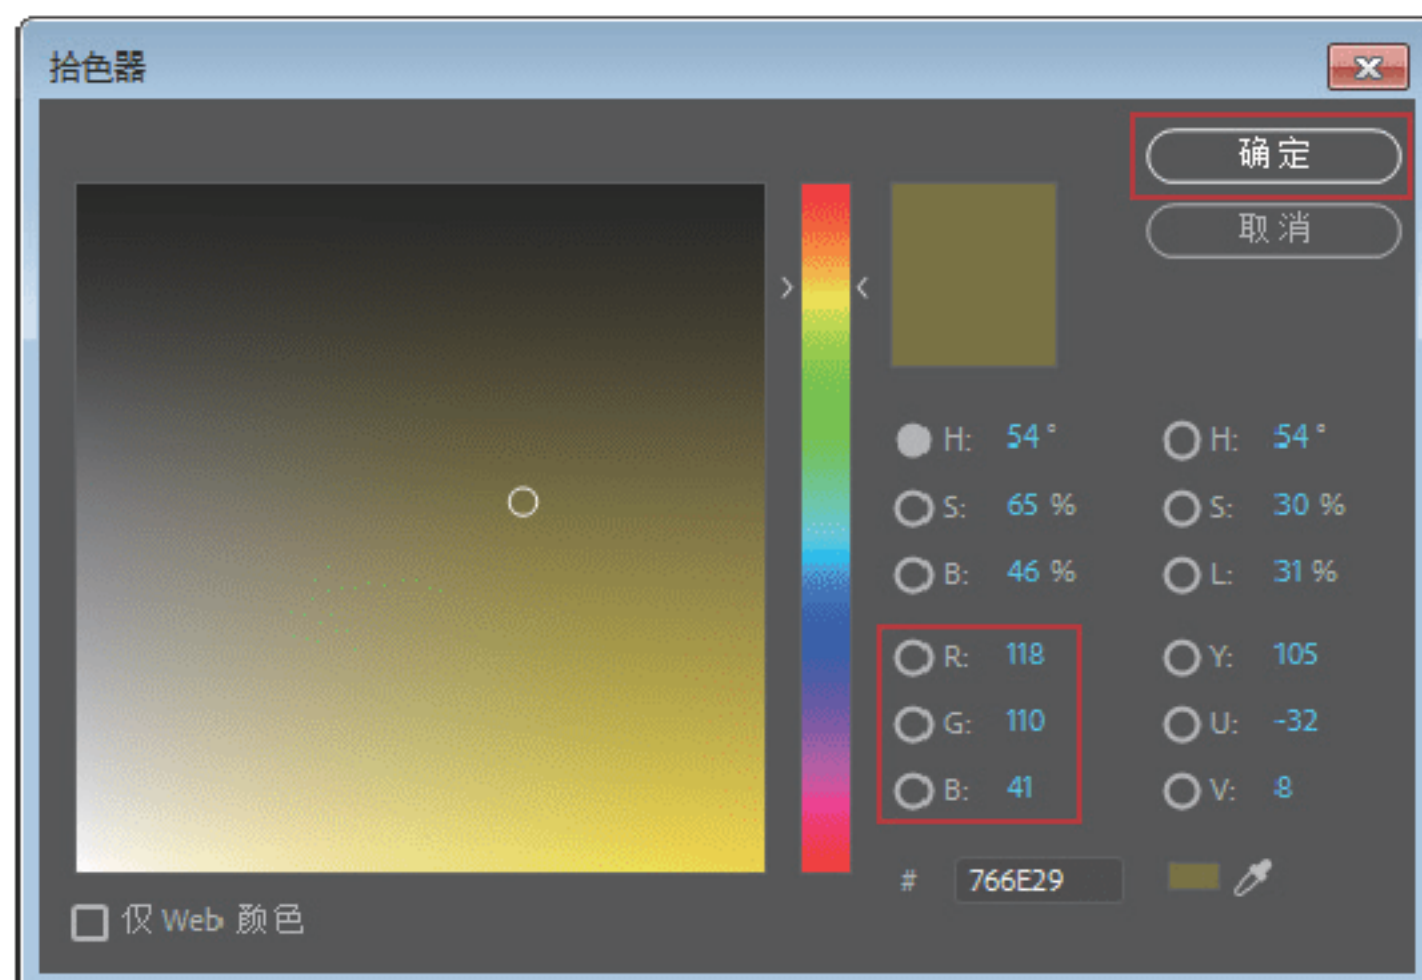 拾色器
确定
取消
H: 54° H: 54°
S: 65 % S: 30 %
B: 46 % L: 31 %
R: 118 Y: 105
G: 110 U: -32
B: 41 V: 8
# 766E29
仅 Web 颜色